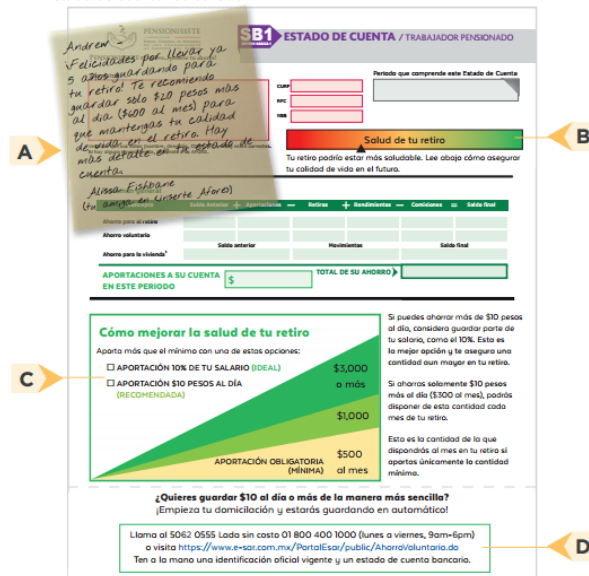 PENSIONISSSTE
SB1
ESTADO DE CUENTA / TRABAJADOR PENSIONADO
Andrew -
¡Felicidades por llevar ya
5 años guardando para
tu retiro! Te recomiendo
guardar solo $20 pesos más
al día ($600 al mes) para
que mantengas tu calidad
de vida en el retiro. Hay
más detalle en estado de
cuenta.
Alissa Fishbane
(tu amiga en Inserte Afore)
A
CURP
RFC
NSS
Periodo que comprende este Estado de Cuenta
Salud de tu retiro
B
Tu retiro podría estar más saludable. Lee abajo cómo asegurar
tu calidad de vida en el futuro.
general
Concepto Saldo Anterior + Aportaciones — Retiros + Rendimientos — Comisiones = Saldo final
Ahorro para el retiro
Ahorro voluntario
Saldo anterior Movimientos Saldo final
Ahorro para la vivienda
APORTACIONES A SU CUENTA
EN ESTE PERIODO
$
TOTAL DE SU AHORRO
Cómo mejorar la salud de tu retiro
Aporta más que el mínimo con una de estas opciones:
☐ APORTACIÓN 10% DE TU SALARIO (IDEAL)
☐ APORTACIÓN $10 PESOS AL DÍA
(RECOMENDADA)
C
$3,000
o más
$1,000
APORTACIÓN OBLIGATORIA
(MÍNIMA)
$500
al mes
Si puedes ahorrar más de $10 pesos
al día, considera guardar parte de
tu salario, como el 10%. Esta es
la mejor opción y te asegura una
cantidad aun mayor en tu retiro.
Si ahorras solamente $10 pesos
más al día ($300 al mes), podrás
disponer de esta cantidad cada
mes de tu retiro.
Esta es la cantidad de la que
dispondrás al mes en tu retiro si
aportas únicamente la cantidad
mínima.
¿Quieres guardar $10 al día o más de la manera más sencilla?
¡Empieza tu domiciliación y estarás guardando en automático!
Llama al 5062 0555 Lada sin costo 01 800 400 1000 (lunes a viernes, 9am-6pm)
o visita https://www.e-sar.com.mx/PortalEsar/public/AhorroVoluntario.do
Ten a la mano una identificación oficial vigente y un estado de cuenta bancario.
D